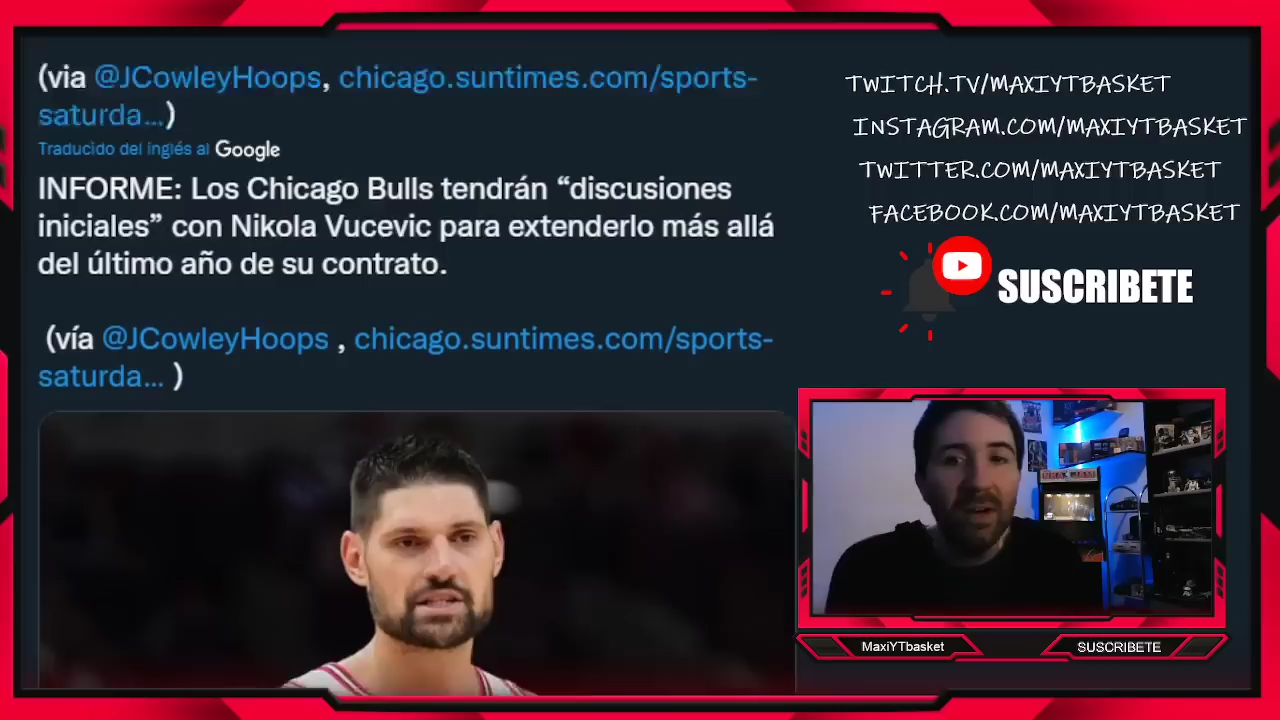 (via @JCowleyHoops, chicago.suntimes.com/sports-
saturda...)
Traducido del inglés al Google
INFORME: Los Chicago Bulls tendrán “discusiones
iniciales” con Nikola Vucevic para extenderlo más allá
del último año de su contrato.
(vía @JCowleyHoops , chicago.suntimes.com/sports-
saturda... )
TWITCH.TV/MAXIYTBASKET
INSTAGRAM.COM/MAXIYTBASKET
TWITTER.COM/MAXIYTBASKET
FACEBOOK.COM/MAXIYTBASKET
SUSCRIBETE
NBA JAM
MaxiYTbasket
SUSCRIBETE